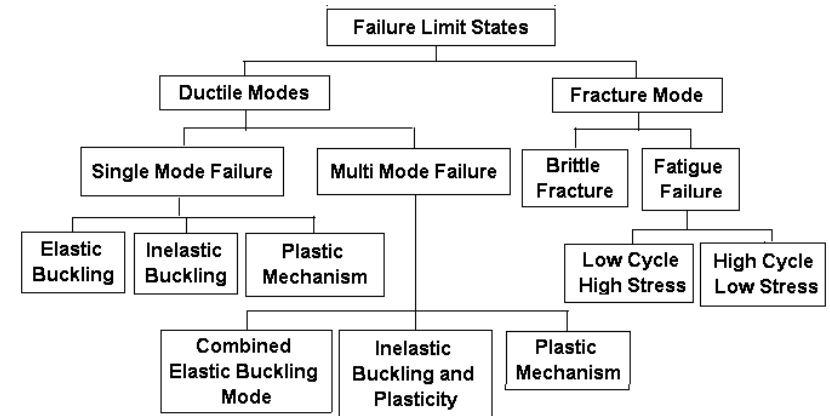 Failure Limit States
Ductile Modes
Fracture Mode
Single Mode Failure
Multi Mode Failure
Brittle
Fracture
Fatigue
Failure
Elastic
Buckling
Inelastic
Buckling
Plastic
Mechanism
Low Cycle
High Stress
High Cycle
Low Stress
Combined
Elastic Buckling
Mode
Inelastic
Buckling and
Plasticity
Plastic
Mechanism